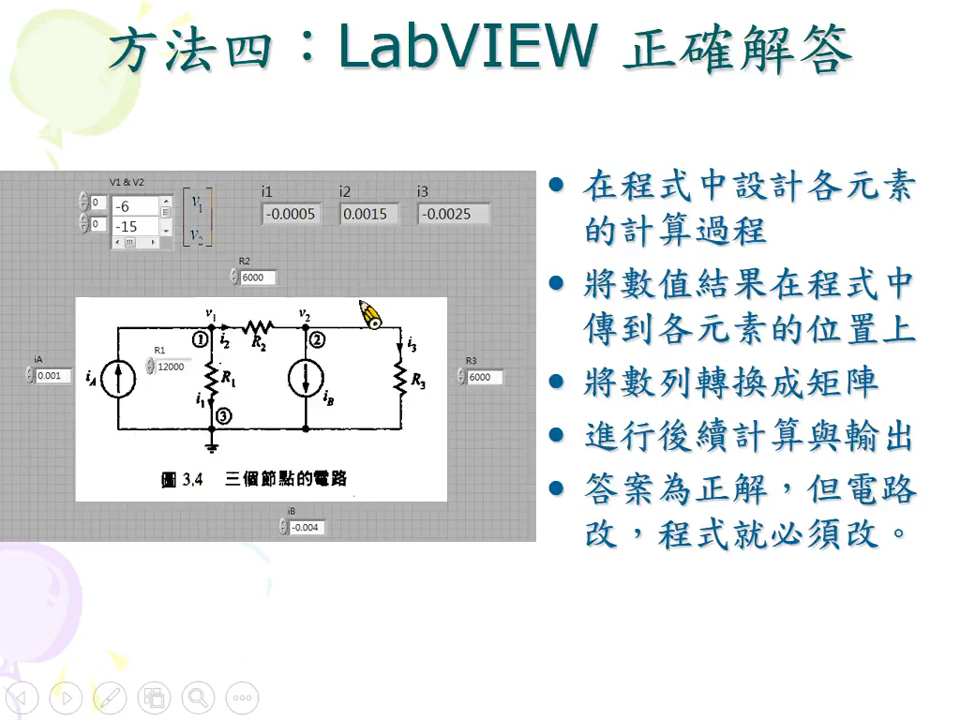 方法四：LabVIEW 正確解答
V1 & V2
0
-6
0
-15
v1
v2
i1
i2
i3
-0.0005
0.0015
-0.0025
R2
6000
v1
v2
① i2 R2 ②
i3
iA
0.001
R1
12000
iA
R1
i1
③
iB
R3
R3
6000
圖 3.4 三個節點的電路
iB
-0.004
• 在程式中設計各元素
的計算過程
• 將數值結果在程式中
傳到各元素的位置上
• 將數列轉換成矩陣
• 進行後續計算與輸出
• 答案為正解，但電路
改，程式就必須改。